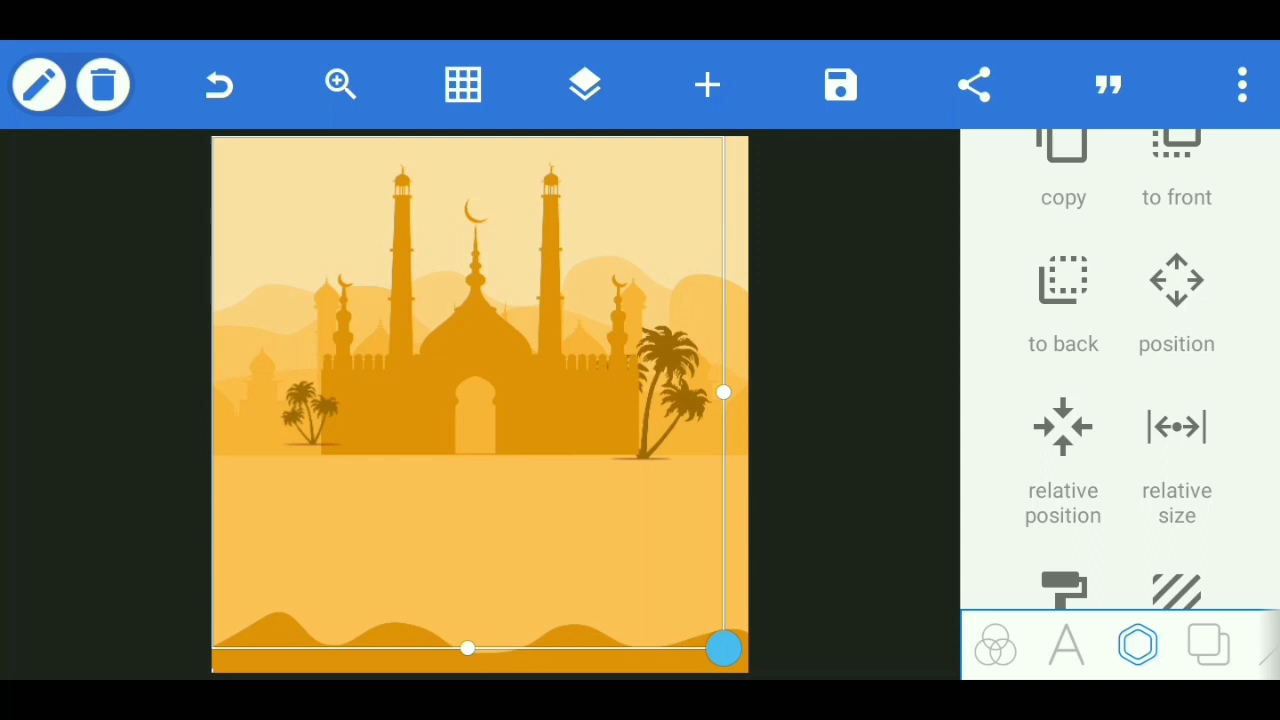 copy
to front
to back
position
relative
position
relative
size